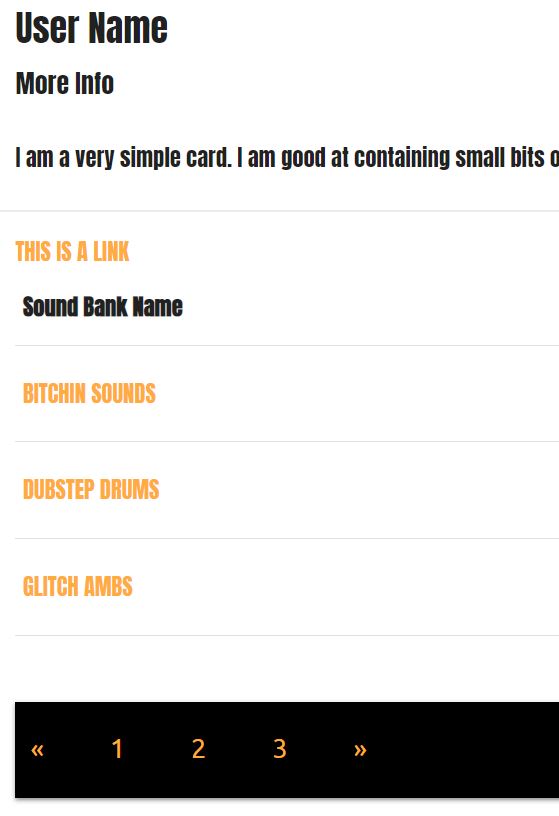 User Name
More Info
I am a very simple card. I am good at containing small bits
THIS IS A LINK
Sound Bank Name
BITCHIN SOUNDS
DUBSTEP DRUMS
GLITCH AMBS
« 1 2 3 »